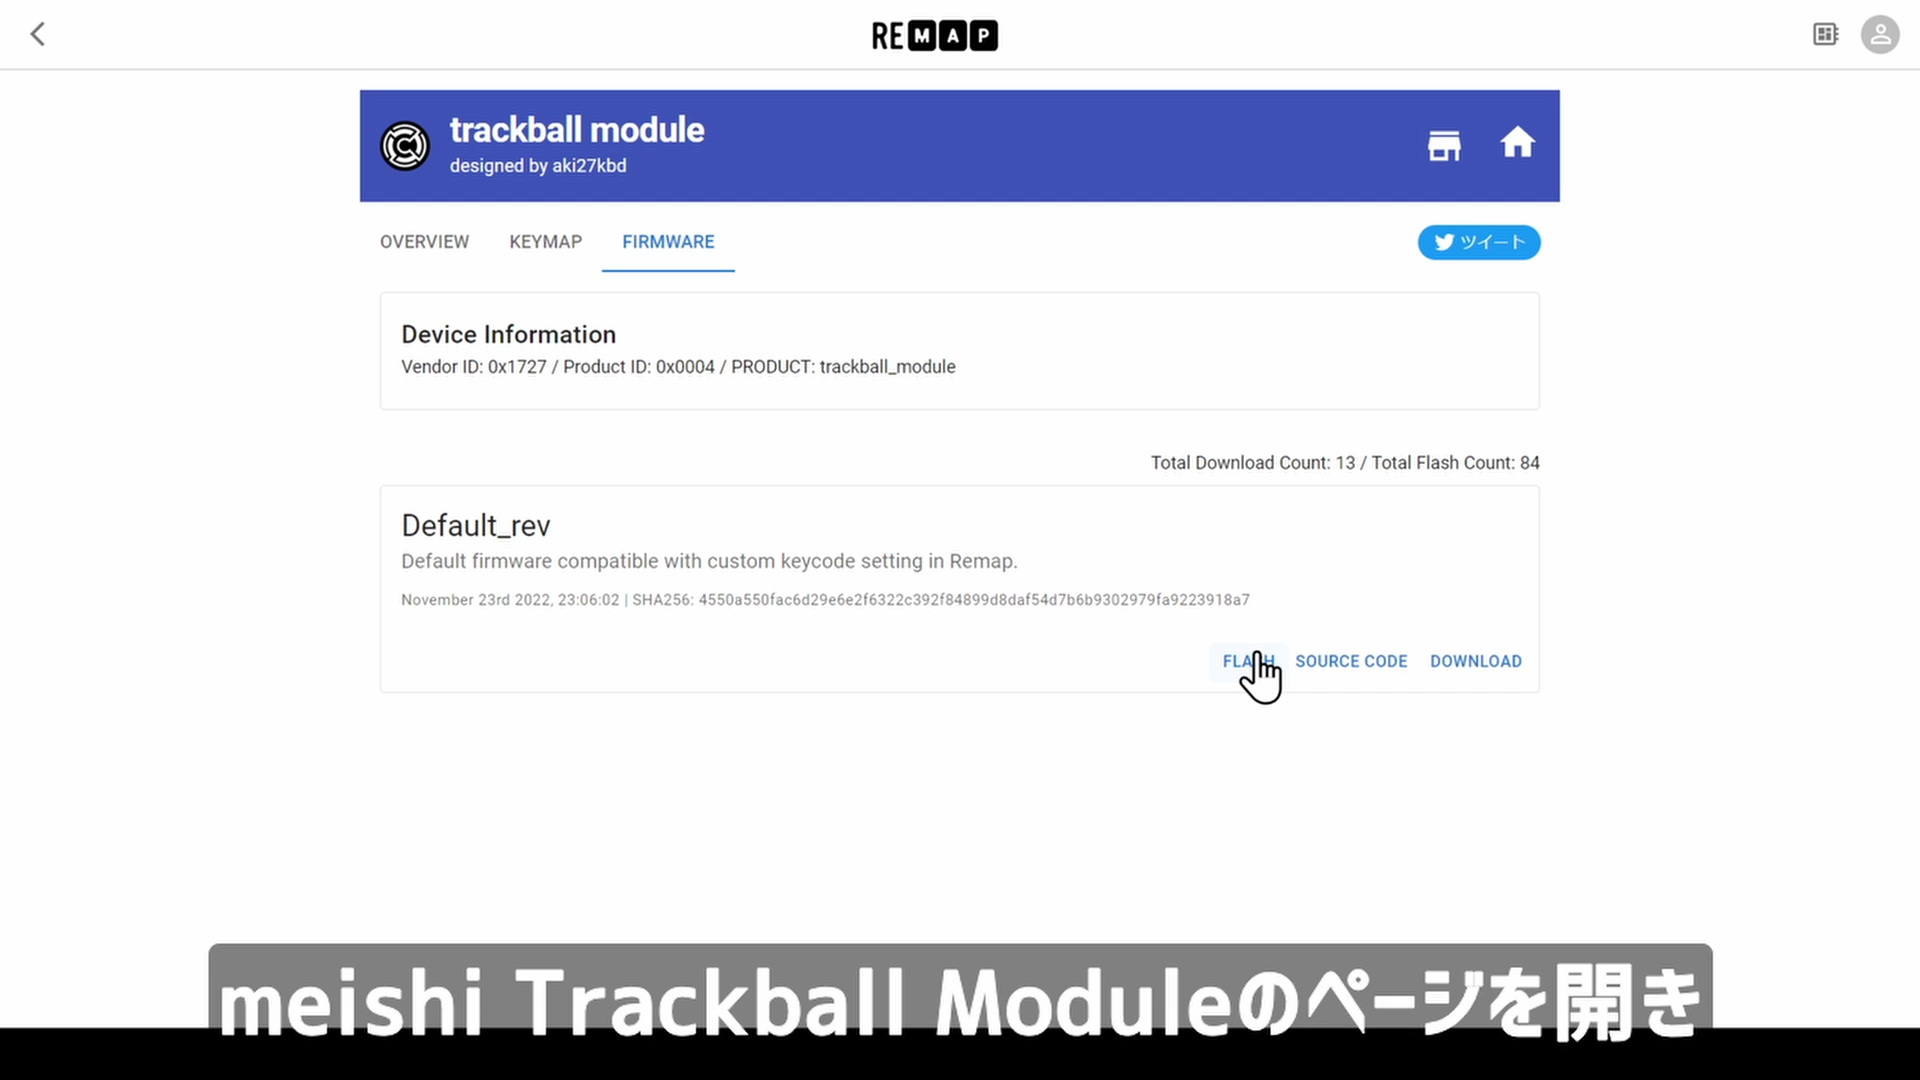 REMAP
trackball module
designed by aki27kbd
OVERVIEW KEYMAP FIRMWARE ツイート
Device Information
Vendor ID: 0x1727 / Product ID: 0x0004 / PRODUCT: trackball_module
Total Download Count: 13 / Total Flash Count: 84
Default_rev
Default firmware compatible with custom keycode setting in Remap.
November 23rd 2022, 23:06:02 | SHA256: 4550a550fac6d29e6e2f6322c392f84899d8daf54d7b6b9302979fa9223918a7
FLASH SOURCE CODE DOWNLOAD
meishi Trackball Moduleのページを開き